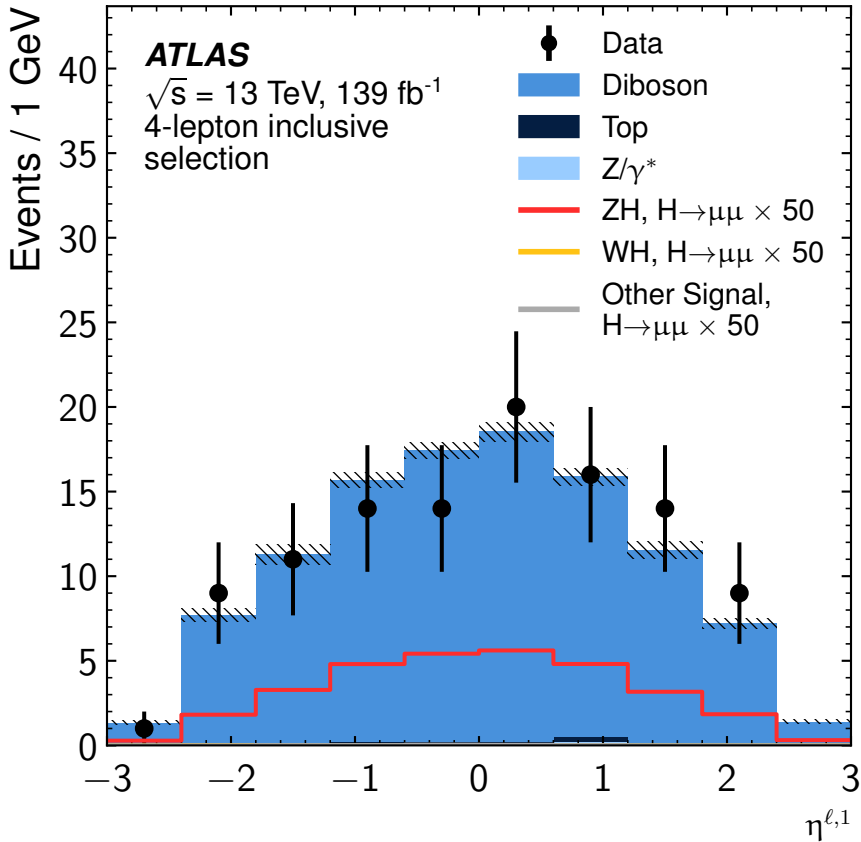 ATLAS
√s = 13 TeV, 139 fb⁻¹
4-lepton inclusive
selection
Data
Diboson
Top
Z/γ*
ZH, H→μμ × 50
WH, H→μμ × 50
Other Signal,
H→μμ × 50
Events / 1 GeV
40
35
30
25
20
15
10
5
0
−3 −2 −1 0 1 2 3
η^ℓ,1